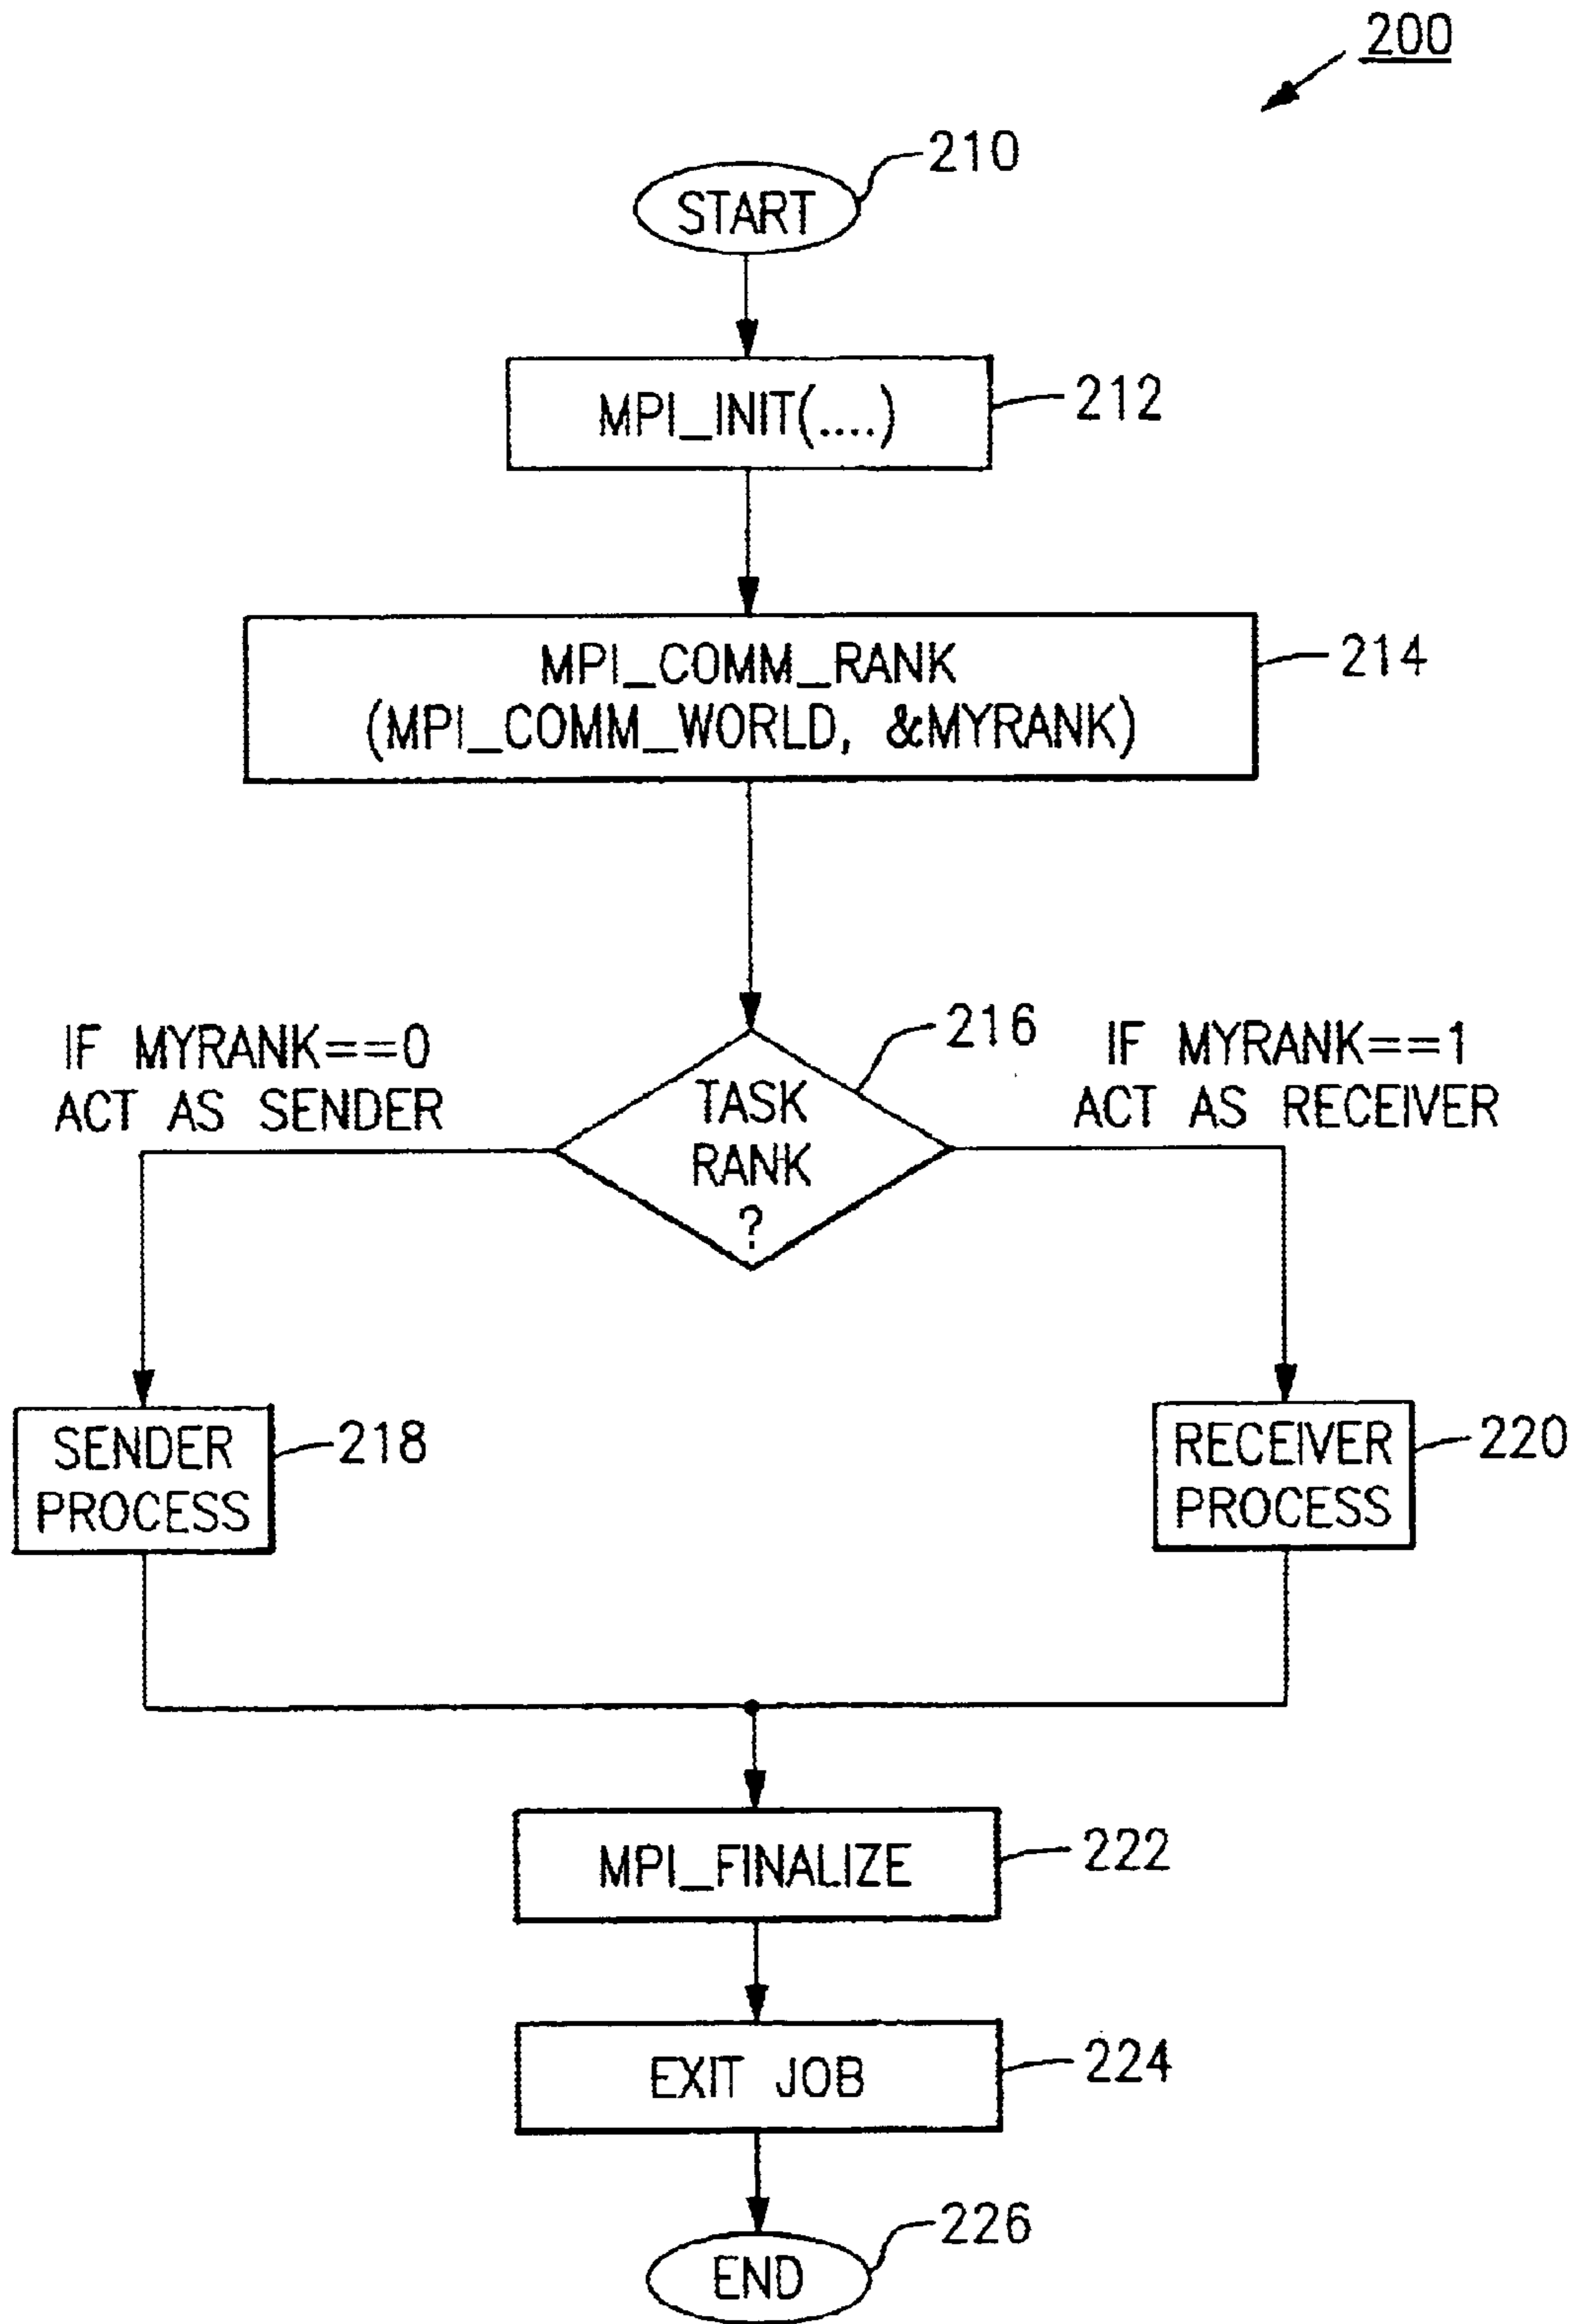 200
210
START
MPI_INIT(....)
212
MPI_COMM_RANK
(MPI_COMM_WORLD, &MYRANK)
214
IF MYRANK==0
ACT AS SENDER
TASK
RANK
?
216
IF MYRANK==1
ACT AS RECEIVER
SENDER
PROCESS
218
RECEIVER
PROCESS
220
MPI_FINALIZE
222
EXIT JOB
224
END
226